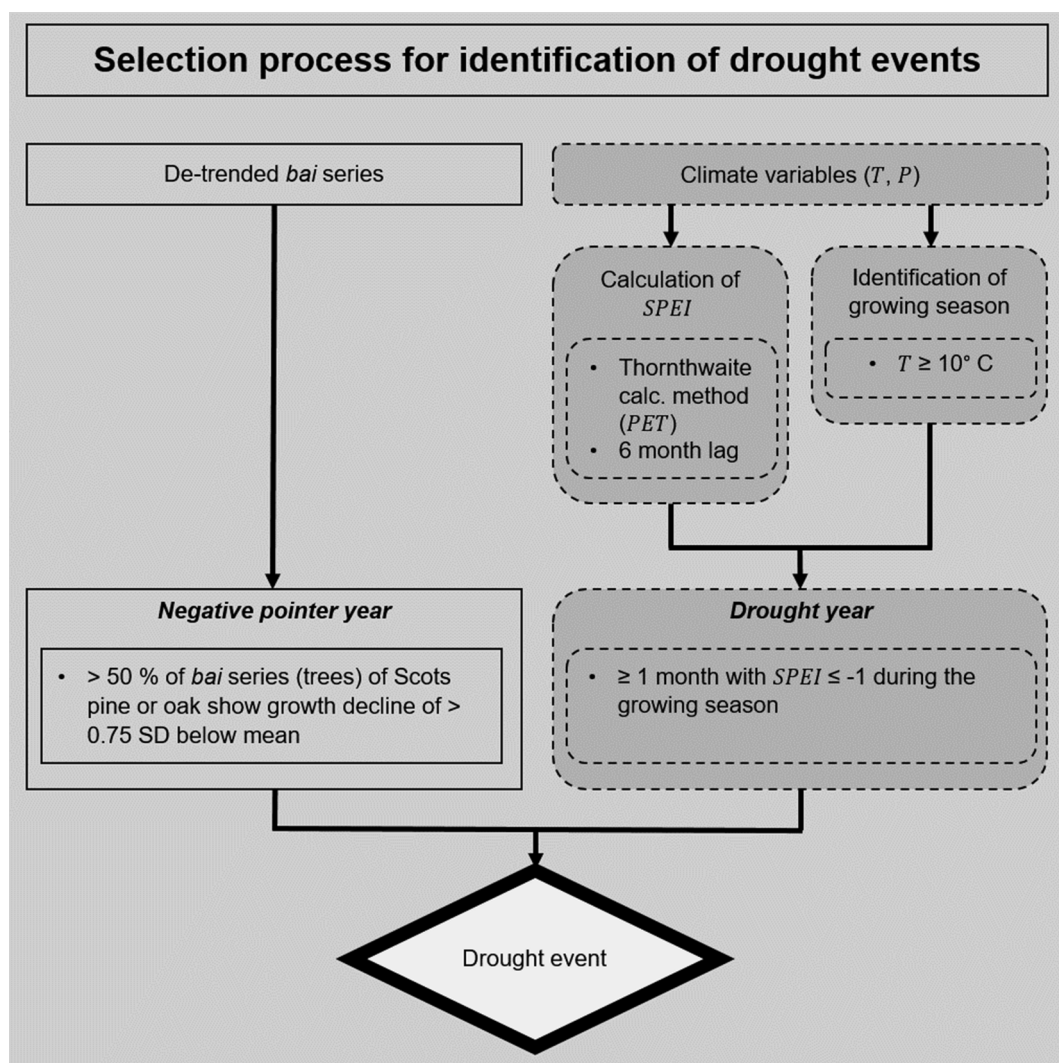 Selection process for identification of drought events
De-trended bai series
Climate variables (T, P)
Calculation of
SPEI
• Thornthwaite
calc. method
(PET)
• 6 month lag
Identification of
growing season
• T ≥ 10° C
Negative pointer year
• > 50 % of bai series (trees) of Scots
pine or oak show growth decline of >
0.75 SD below mean
Drought year
• ≥ 1 month with SPEI ≤ -1 during the
growing season
Drought event